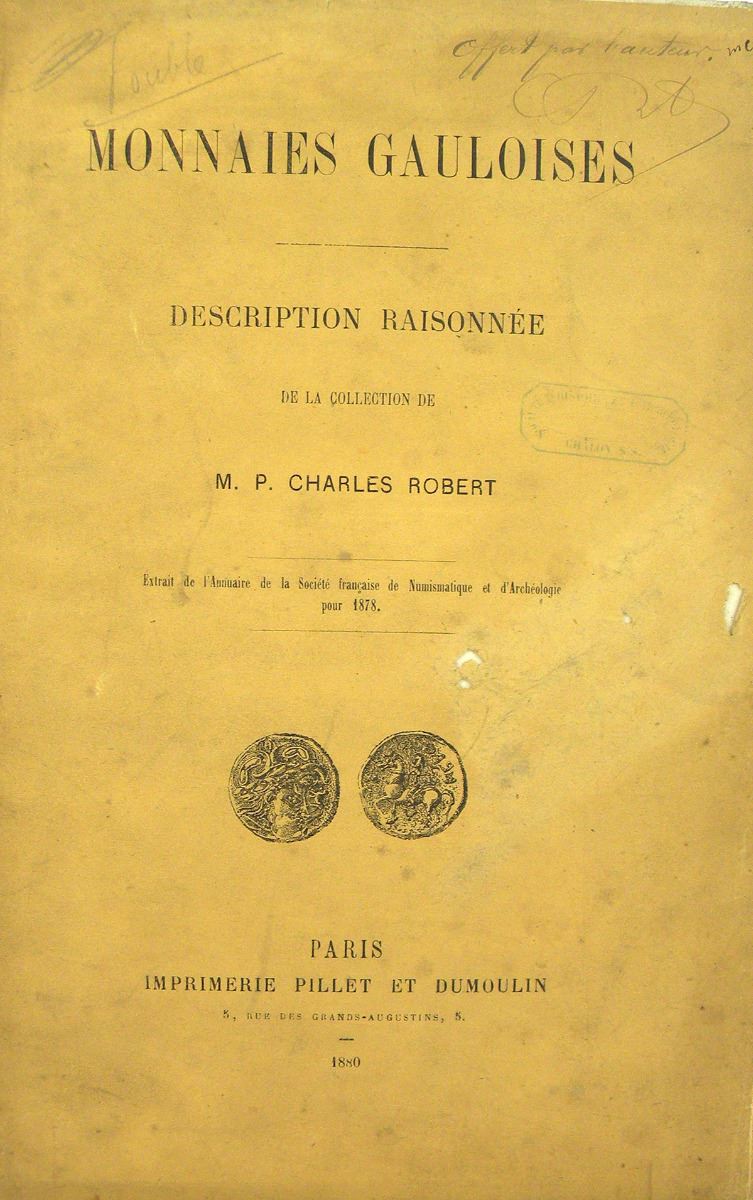 Double
Offert par l'auteur.
MONNAIES GAULOISES
DESCRIPTION RAISONNÉE
DE LA COLLECTION DE
M. P. CHARLES ROBERT
Extrait de l'Annuaire de la Société française de Numismatique et d'Archéologie
pour 1878.
PARIS
IMPRIMERIE PILLET ET DUMOULIN
5, RUE DES GRANDS-AUGUSTINS, 5.
1880